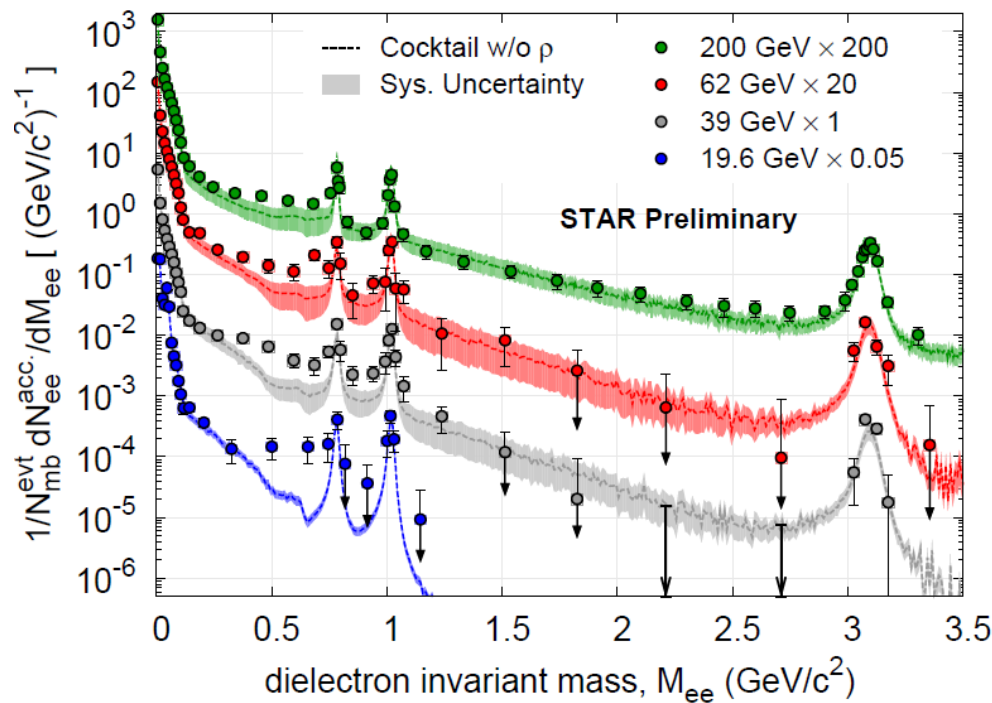 10³
10²
10¹
10⁰
10⁻¹
10⁻²
10⁻³
10⁻⁴
10⁻⁵
10⁻⁶
1/N_mb^evt dN_ee^acc./dM_ee [ (GeV/c²)⁻¹ ]
Cocktail w/o ρ
Sys. Uncertainty
200 GeV × 200
62 GeV × 20
39 GeV × 1
19.6 GeV × 0.05
STAR Preliminary
0 0.5 1 1.5 2 2.5 3 3.5
dielectron invariant mass, M_ee (GeV/c²)